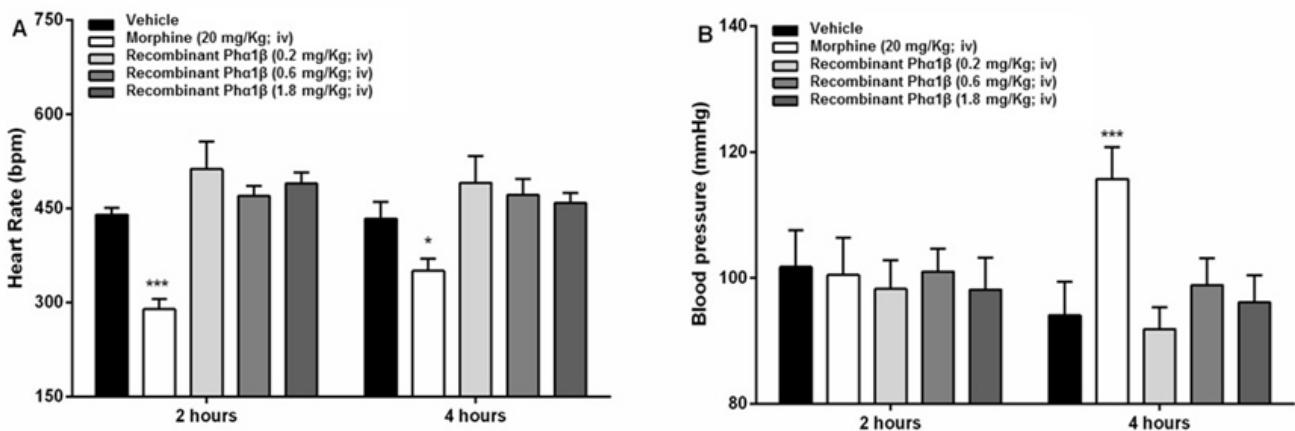 A
750
600
450
300
150
Heart Rate (bpm)
Vehicle
Morphine (20 mg/Kg; iv)
Recombinant Phα1β (0.2 mg/Kg; iv)
Recombinant Phα1β (0.6 mg/Kg; iv)
Recombinant Phα1β (1.8 mg/Kg; iv)
***
*
2 hours
4 hours
B
140
120
100
80
Blood pressure (mmHg)
Vehicle
Morphine (20 mg/Kg; iv)
Recombinant Phα1β (0.2 mg/Kg; iv)
Recombinant Phα1β (0.6 mg/Kg; iv)
Recombinant Phα1β (1.8 mg/Kg; iv)
***
2 hours
4 hours